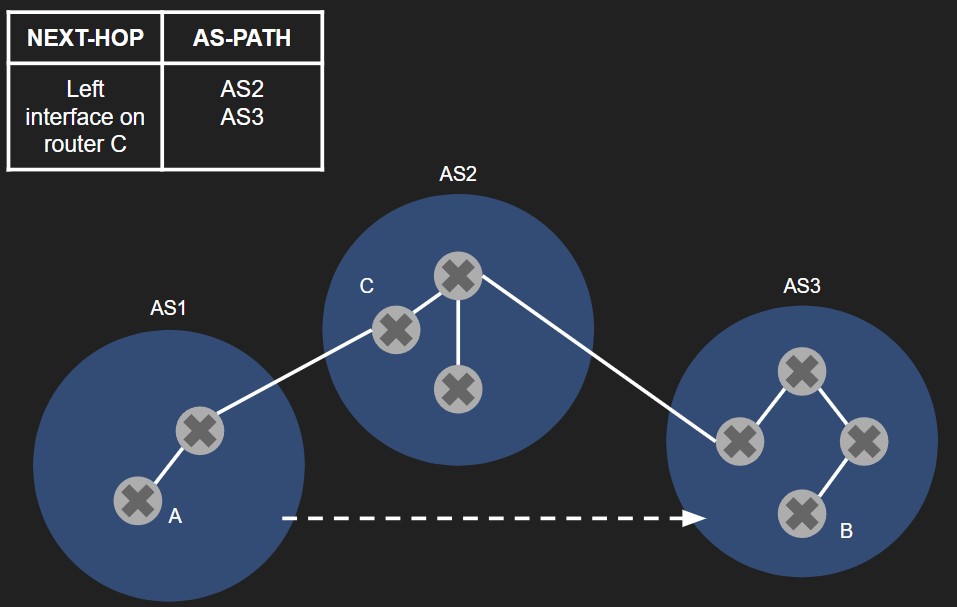 NEXT-HOP AS-PATH
Left AS2
interface on AS3
router C
AS2
C
AS3
AS1
A
B